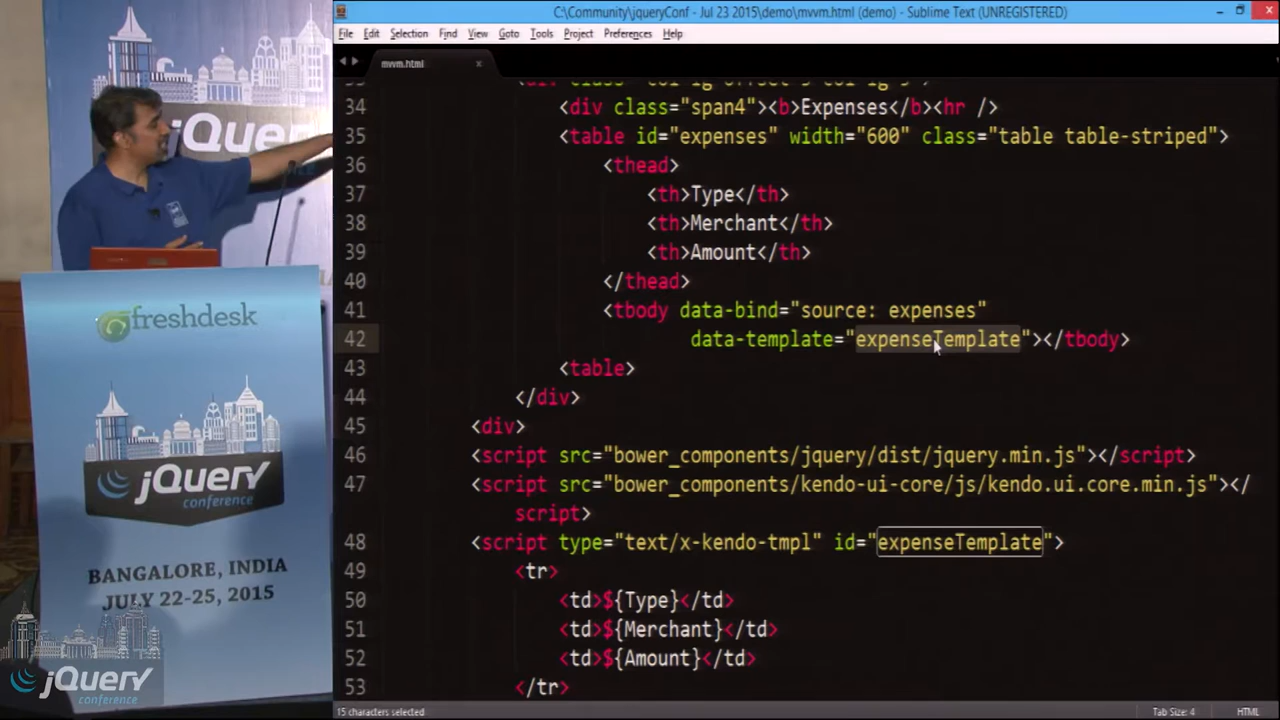 C:\Community\jqueryConf - Jul 23 2015\demo\mvvm.html (demo) - Sublime Text (UNREGISTERED)
File Edit Selection Find View Goto Tools Project Preferences Help
mvvm.html
34 <div class="span4"><b>Expenses</b><hr />
35 <table id="expenses" width="600" class="table table-striped">
36 <thead>
37 <th>Type</th>
38 <th>Merchant</th>
39 <th>Amount</th>
40 </thead>
41 <tbody data-bind="source: expenses"
42 data-template="expenseTemplate"></tbody>
43 <table>
44 </div>
45 <div>
46 <script src="bower_components/jquery/dist/jquery.min.js"></script>
47 <script src="bower_components/kendo-ui-core/js/kendo.ui.core.min.js"></
script>
48 <script type="text/x-kendo-tmpl" id="expenseTemplate">
49 <tr>
50 <td>${Type}</td>
51 <td>${Merchant}</td>
52 <td>${Amount}</td>
53 </tr>
15 characters selected Tab Size: 4 HTML
jQuery
freshdesk
jQuery
conference
BANGALORE, INDIA
JULY 22-25, 2015
jQuery
conference